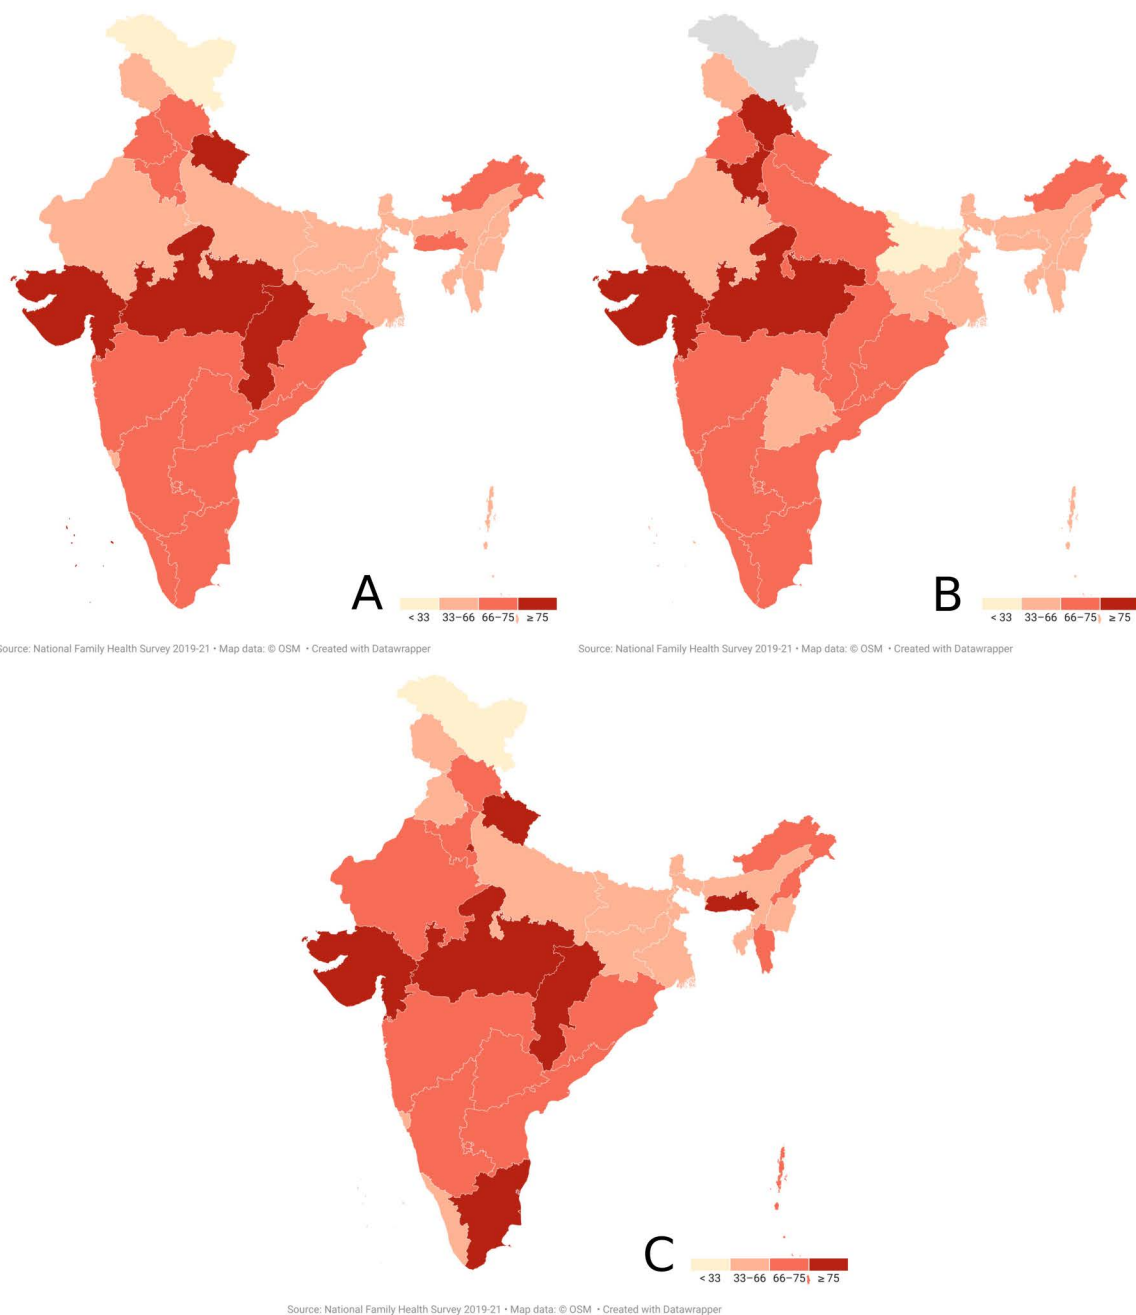 A
< 33 33–66 66–75 ≥ 75
Source: National Family Health Survey 2019-21 • Map data: © OSM • Created with Datawrapper
B
< 33 33–66 66–75 ≥ 75
Source: National Family Health Survey 2019-21 • Map data: © OSM • Created with Datawrapper
C
< 33 33–66 66–75 ≥ 75
Source: National Family Health Survey 2019-21 • Map data: © OSM • Created with Datawrapper